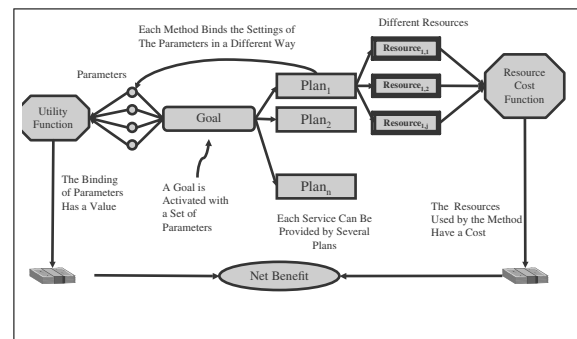 Each Method Binds the Settings of
The Parameters in a Different Way
Different Resources
Parameters
Utility
Function
Goal
Plan1
Plan2
Plann
Resource1,1
Resource1,2
Resource1,j
Resource
Cost
Function
The Binding
of Parameters
Has a Value
A Goal is
Activated with
a Set of
Parameters
Each Service Can Be
Provided by Several
Plans
The Resources
Used by the Method
Have a Cost
Net Benefit